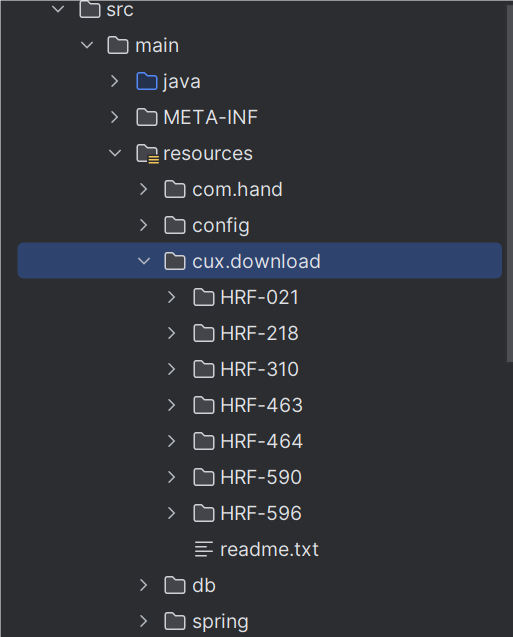 src
main
java
META-INF
resources
com.hand
config
cux.download
HRF-021
HRF-218
HRF-310
HRF-463
HRF-464
HRF-590
HRF-596
readme.txt
db
spring